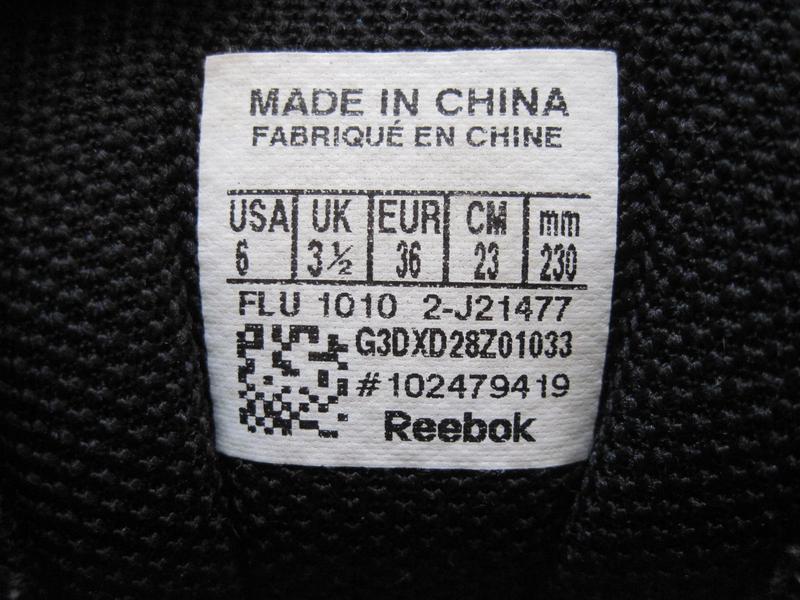 MADE IN CHINA
FABRIQUÉ EN CHINE
USA UK EUR CM mm
6 3½ 36 23 230
FLU 1010 2-J21477
G3DXD28Z01033
#102479419
Reebok